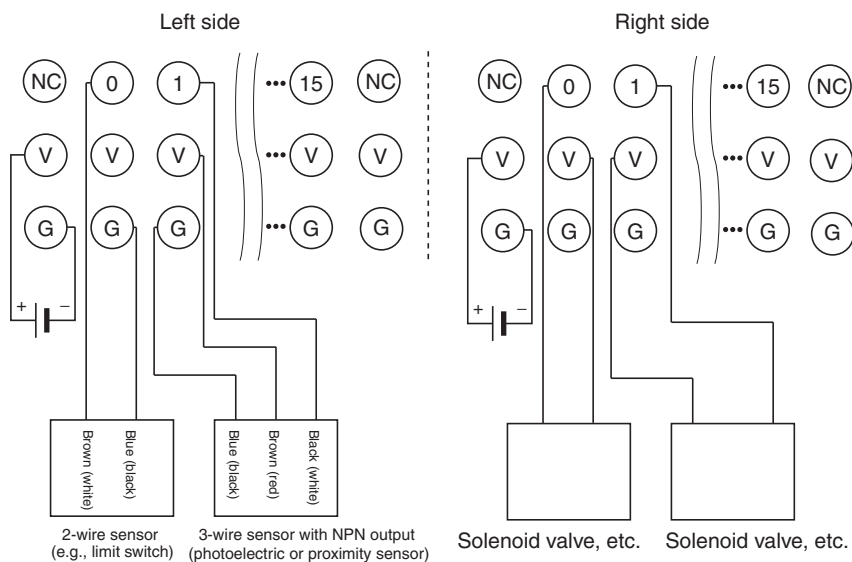 Left side
Right side
NC 0 1 ••• 15 NC
V V V ••• V V
G G G ••• G G
+ −
Brown (white)
Blue (black)
Blue (black)
Brown (red)
Black (white)
2-wire sensor
(e.g., limit switch)
3-wire sensor with NPN output
(photoelectric or proximity sensor)
NC 0 1 ••• 15 NC
V V V ••• V V
G G G ••• G G
+ −
Solenoid valve, etc.
Solenoid valve, etc.